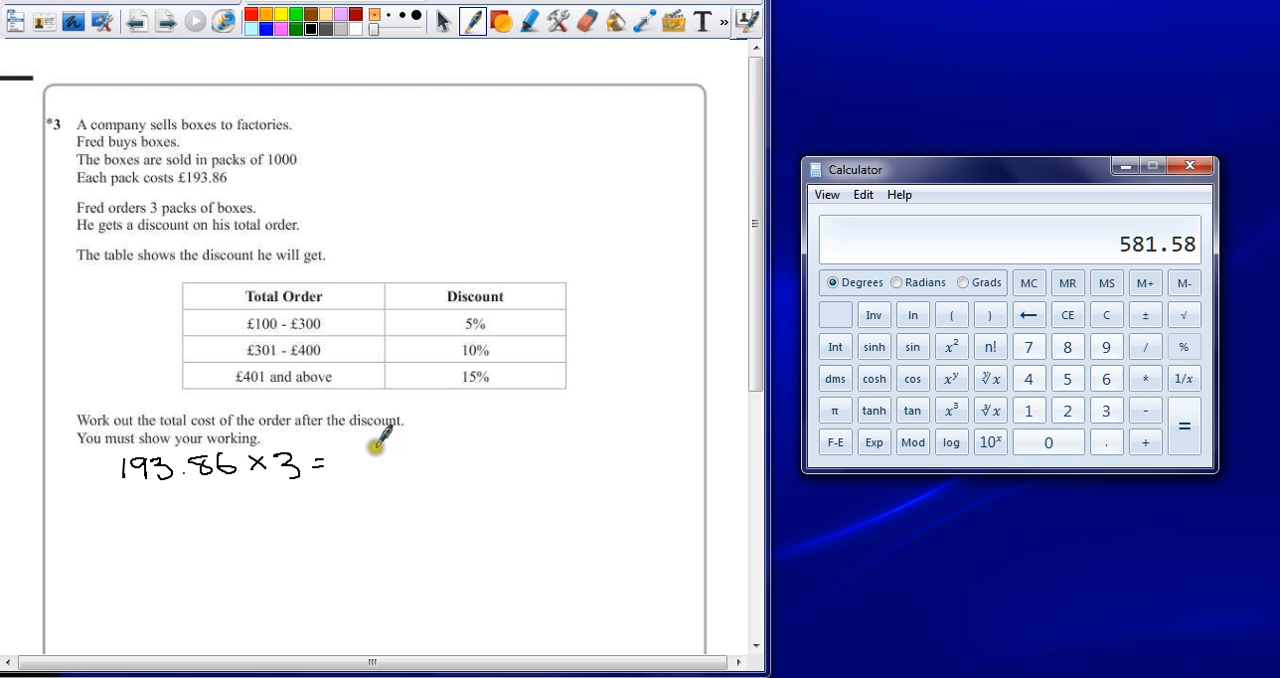 *3 A company sells boxes to factories.
Fred buys boxes.
The boxes are sold in packs of 1000
Each pack costs £193.86
Fred orders 3 packs of boxes.
He gets a discount on his total order.
The table shows the discount he will get.
Total Order Discount
£100 - £300 5%
£301 - £400 10%
£401 and above 15%
Work out the total cost of the order after the discount.
You must show your working.
193.86 × 3 =
T »
Calculator
View Edit Help
581.58
Degrees Radians Grads MC MR MS M+ M-
Inv ln ( ) ← CE C ± √
Int sinh sin x² n! 7 8 9 / %
dms cosh cos xʸ ʸ√x 4 5 6 * 1/x
π tanh tan x³ ³√x 1 2 3 - =
F-E Exp Mod log 10ˣ 0 . +